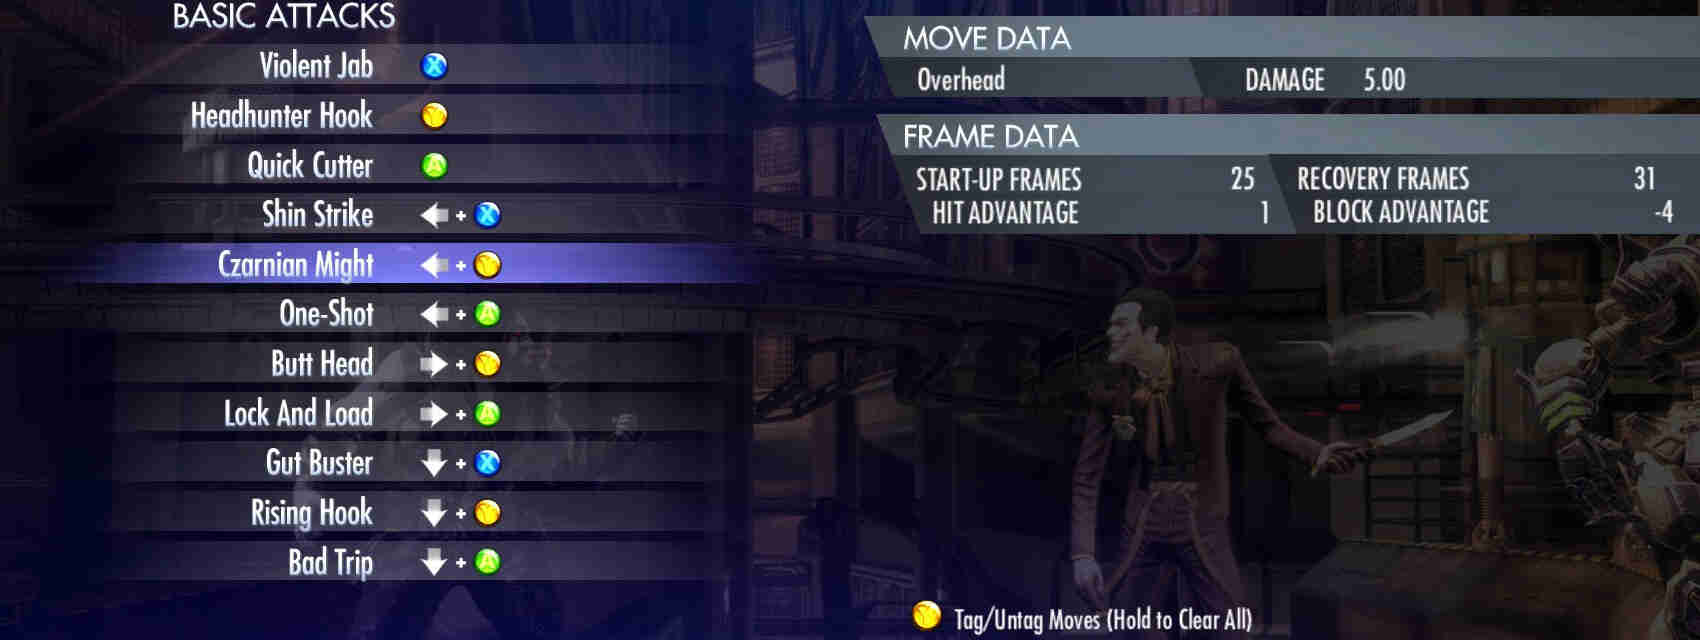 BASIC ATTACKS
Violent Jab X
Headhunter Hook Y
Quick Cutter A
Shin Strike + X
Czarnian Might + Y
One-Shot + A
Butt Head + Y
Lock And Load + A
Gut Buster + X
Rising Hook + Y
Bad Trip + A
MOVE DATA
Overhead DAMAGE 5.00
FRAME DATA
START-UP FRAMES 25 RECOVERY FRAMES 31
HIT ADVANTAGE 1 BLOCK ADVANTAGE -4
Y Tag/Untag Moves (Hold to Clear All)